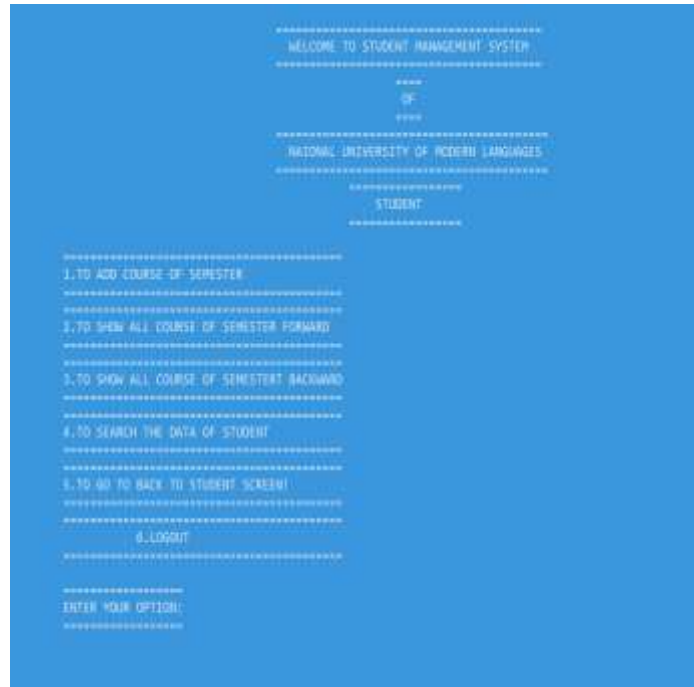 WELCOME TO STUDENT MANAGEMENT SYSTEM
OF
NAIONAL UNIVERSITY OF MODERN LANGUAGES
STUDENT
1.TO ADD COURSE OF SEMESTER
2.TO SHOW ALL COURSE OF SEMESTER FORWARD
3.TO SHOW ALL COURSE OF SEMESTERT BACKWARD
4.TO SEARCH THE DATA OF STUDENT
5.TO GO TO BACK TO STUDENT SCREEN!
6.LOGOUT
ENTER YOUR OPTION: